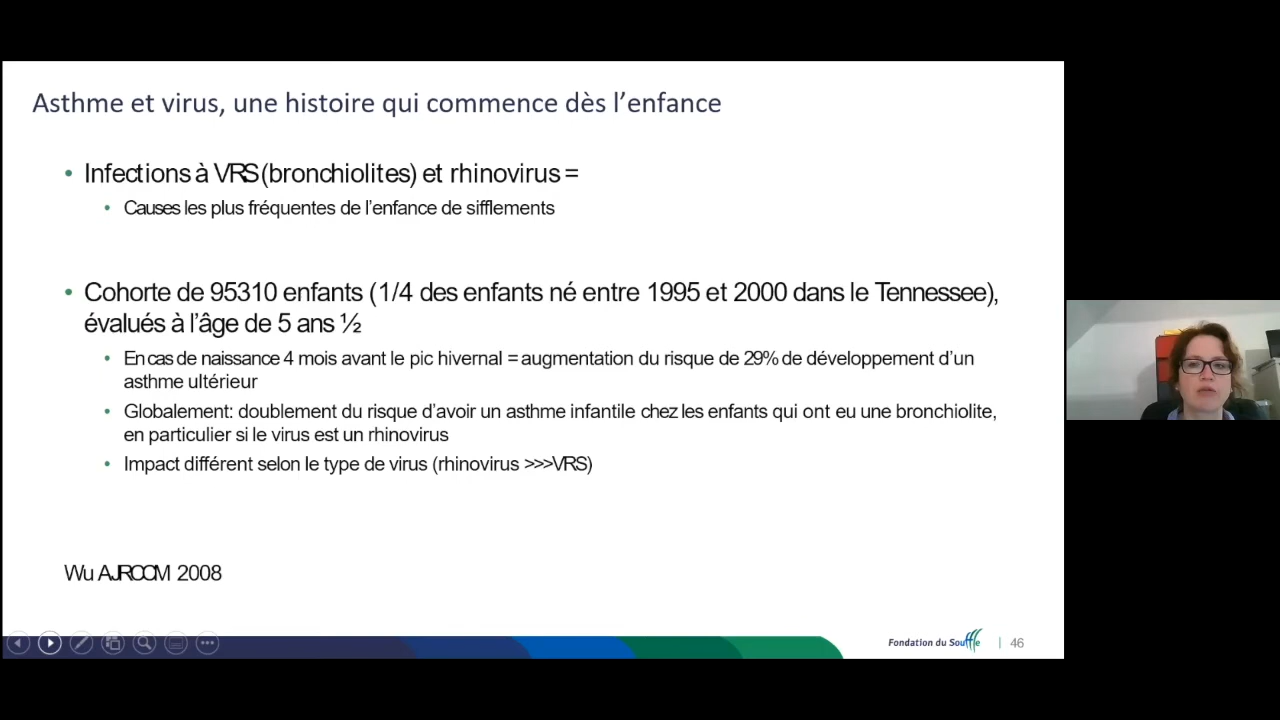 Asthme et virus, une histoire qui commence dès l’enfance
• Infections à VRS (bronchiolites) et rhinovirus =
• Causes les plus fréquentes de l’enfance de sifflements
• Cohorte de 95310 enfants (1/4 des enfants né entre 1995 et 2000 dans le Tennessee),
évalués à l’âge de 5 ans ½
• En cas de naissance 4 mois avant le pic hivernal = augmentation du risque de 29% de développement d’un
asthme ultérieur
• Globalement: doublement du risque d’avoir un asthme infantile chez les enfants qui ont eu une bronchiolite,
en particulier si le virus est un rhinovirus
• Impact différent selon le type de virus (rhinovirus >>>VRS)
Wu AJRCCM 2008
Fondation du Souffle | 46